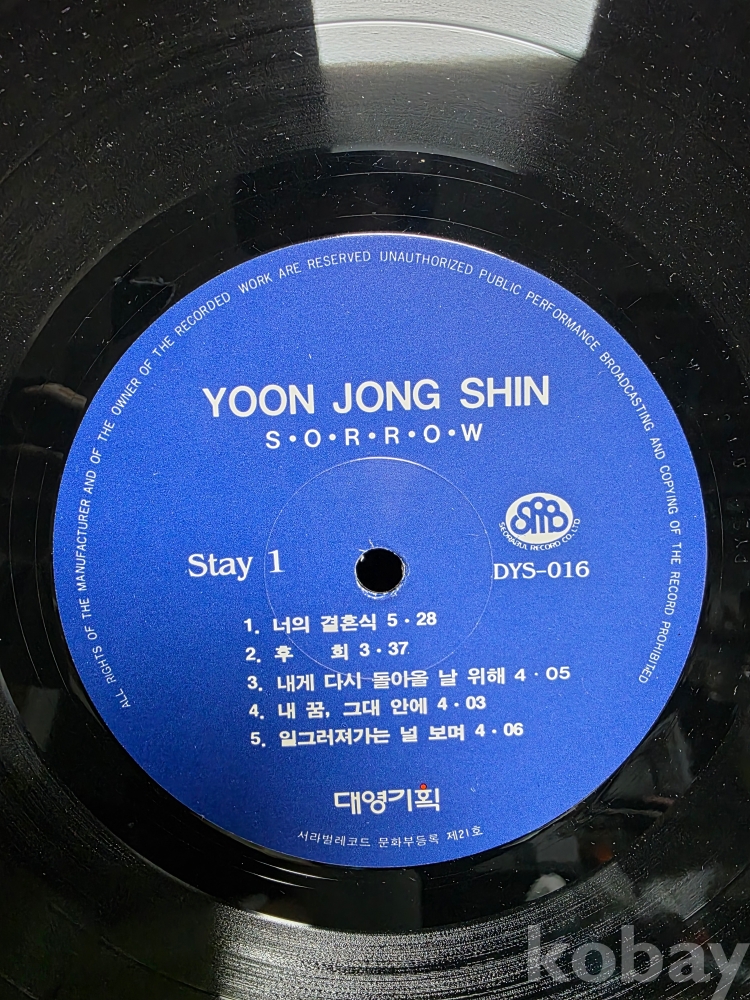 ALL RIGHTS OF THE MANUFACTURER AND OF THE OWNER OF THE RECORDED WORK ARE RESERVED UNAUTHORIZED PUBLIC PERFORMANCE BROADCASTING AND COPYING OF THE RECORD PROHIBITED
YOON JONG SHIN
S•O•R•R•O•W
SRB
SEORABUL RECORD CO., LTD
Stay 1
DYS-016
1. 너의 결혼식 5•28
2. 후 회 3•37
3. 내게 다시 돌아올 날 위해 4•05
4. 내 꿈, 그대 안에 4•03
5. 일그러져가는 널 보며 4•06
대영기획
서라벌레코드 문화부등록 제21호
kobay